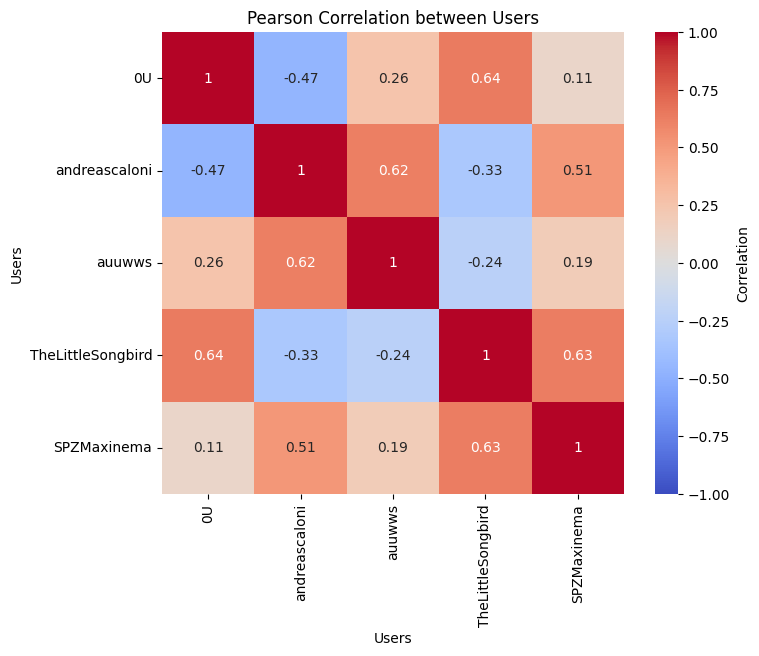 Pearson Correlation between Users
0U 1 -0.47 0.26 0.64 0.11
andreascaloni -0.47 1 0.62 -0.33 0.51
auuwws 0.26 0.62 1 -0.24 0.19
TheLittleSongbird 0.64 -0.33 -0.24 1 0.63
SPZMaxinema 0.11 0.51 0.19 0.63 1
Users
0U
andreascaloni
auuwws
TheLittleSongbird
SPZMaxinema
Users
1.00
0.75
0.50
0.25
0.00
−0.25
−0.50
−0.75
−1.00
Correlation